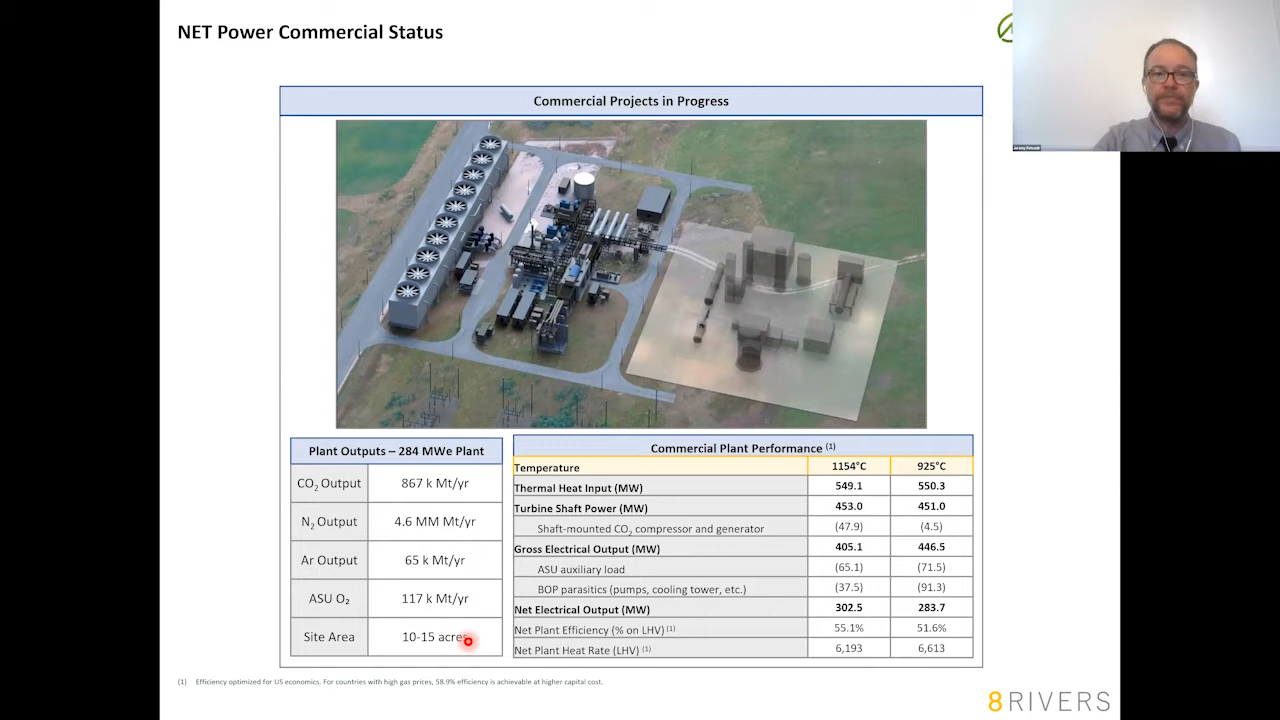 NET Power Commercial Status
Commercial Projects in Progress
Plant Outputs – 284 MWe Plant
CO2 Output 867 k Mt/yr
N2 Output 4.6 MM Mt/yr
Ar Output 65 k Mt/yr
ASU O₂ 117 k Mt/yr
Site Area 10-15 acres
Commercial Plant Performance (1)
Temperature 1154°C 925°C
Thermal Heat Input (MW) 549.1 550.3
Turbine Shaft Power (MW) 453.0 451.0
Shaft-mounted CO2 compressor and generator (47.9) (4.5)
Gross Electrical Output (MW) 405.1 446.5
ASU auxiliary load (65.1) (71.5)
BOP parasitics (pumps, cooling tower, etc.) (37.5) (91.3)
Net Electrical Output (MW) 302.5 283.7
Net Plant Efficiency (% on LHV) (1) 55.1% 51.6%
Net Plant Heat Rate (LHV) (1) 6,193 6,613
(1) Efficiency optimized for US economics. For countries with high gas prices, 58.9% efficiency is achievable at higher capital cost.
8 RIVERS